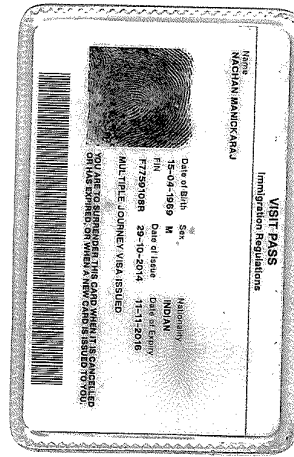 VISIT PASS
Immigration Regulations
Name
NACHAN MANICKARAJ
Date of Birth Sex Nationality
15-04-1989 M INDIAN
FIN Date of Issue Date of Expiry
F7759108R 29-10-2014 11-11-2016
MULTIPLE JOURNEY VISA ISSUED
YOU ARE TO SURRENDER THIS CARD WHEN IT IS CANCELLED
OR HAS EXPIRED, OR WHEN A NEW CARD IS ISSUED TO YOU.